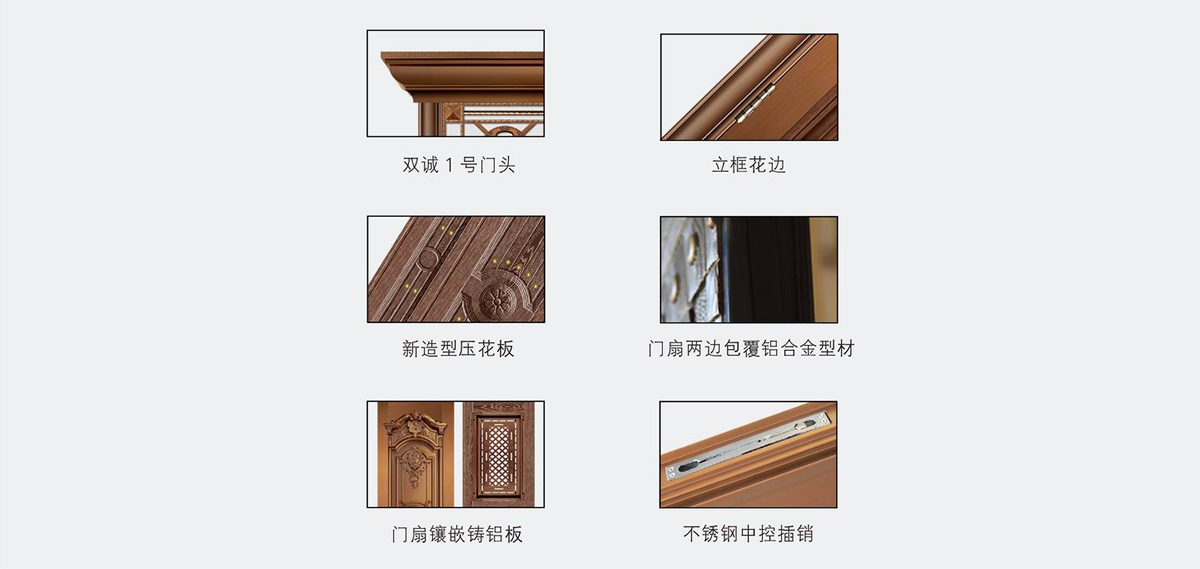 双诚1号门头
立框花边
新造型压花板
门扇两边包覆铝合金型材
门扇镶嵌铸铝板
不锈钢中控插销